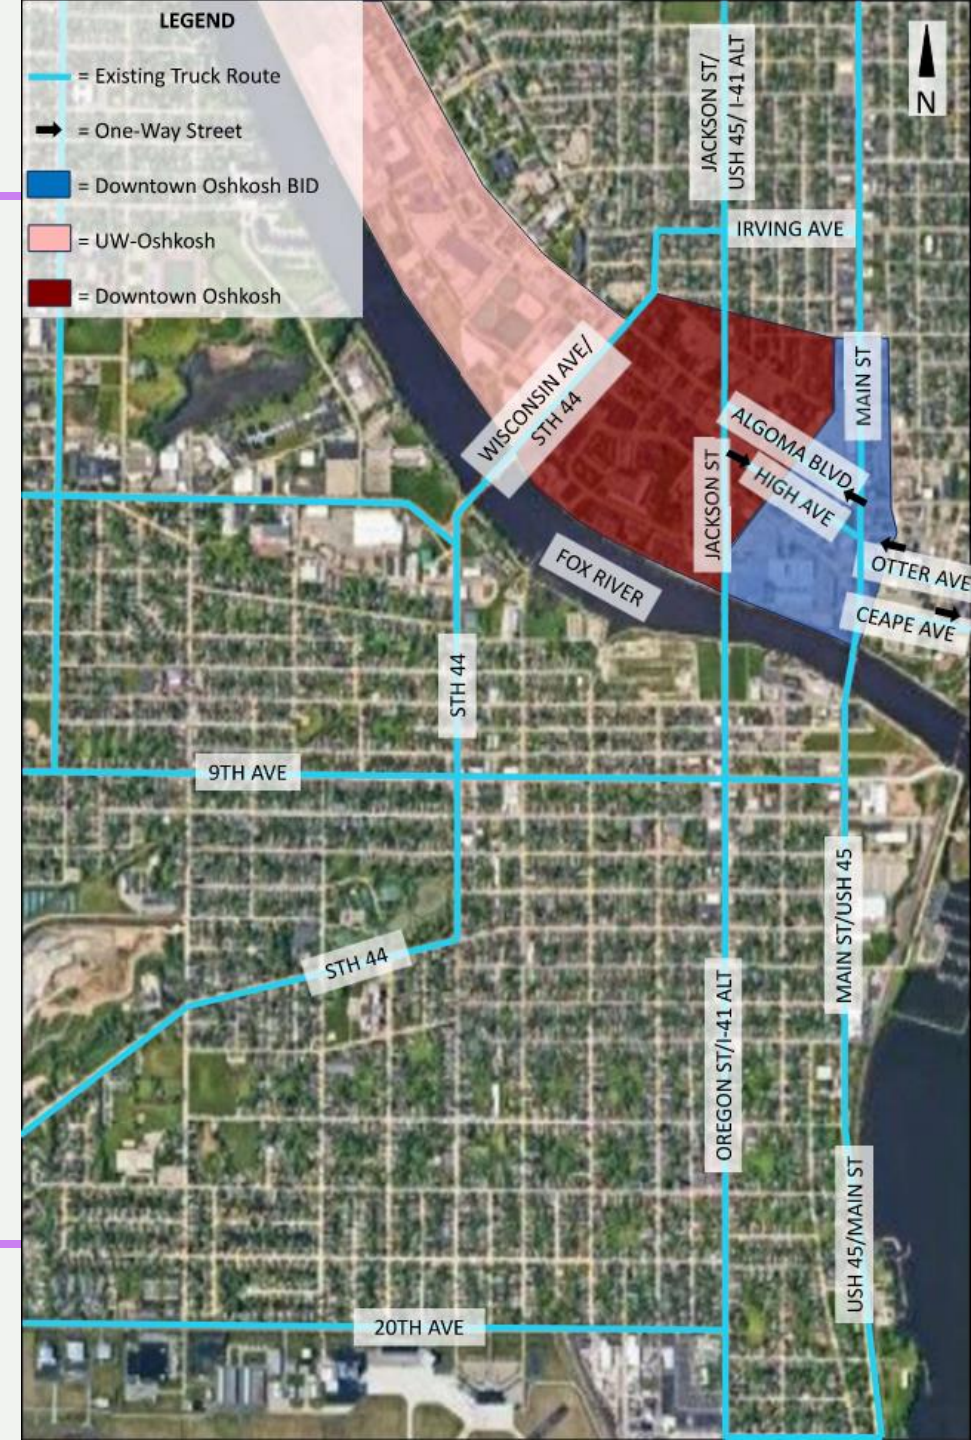 LEGEND
= Existing Truck Route
= One-Way Street
= Downtown Oshkosh BID
= UW-Oshkosh
= Downtown Oshkosh
JACKSON ST/
USH 45/ I-41 ALT
N
IRVING AVE
WISCONSIN AVE/
STH 44
MAIN ST
ALGOMA BLVD
HIGH AVE
JACKSON ST
OTTER AVE
FOX RIVER
CEAPE AVE
STH 44
9TH AVE
MAIN ST/USH 45
STH 44
OREGON ST/I-41 ALT
USH 45/MAIN ST
20TH AVE